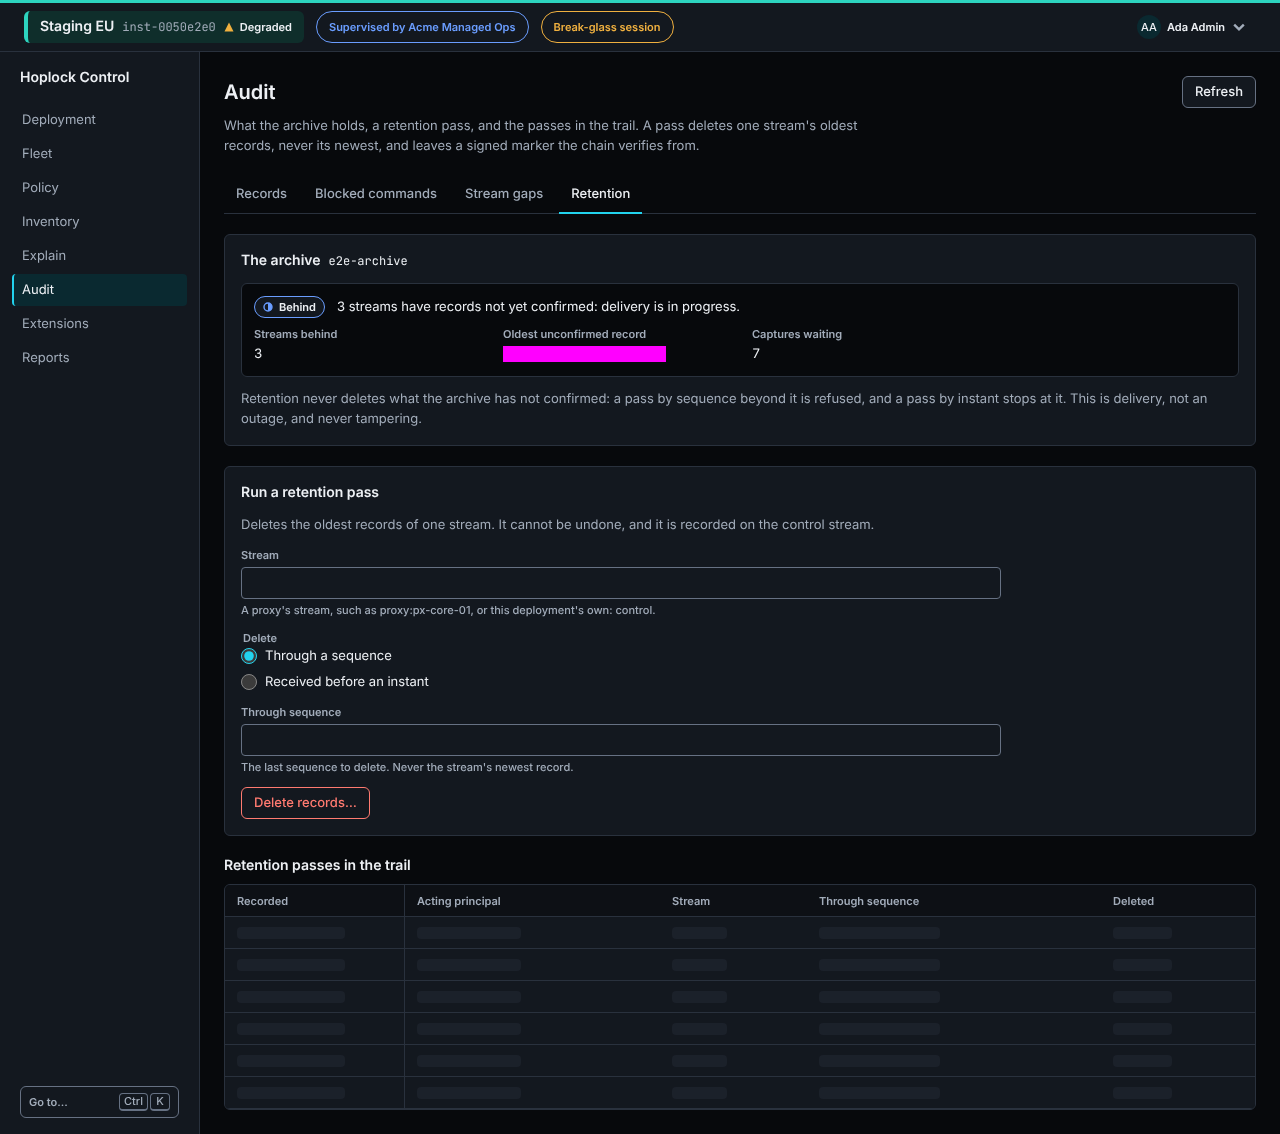 Staging EU inst-0050e2e0 Degraded
Supervised by Acme Managed Ops
Break-glass session
AA Ada Admin
Hoplock Control
Deployment
Fleet
Policy
Inventory
Explain
Audit
Extensions
Reports
Go to...
Ctrl K
Audit
Refresh
What the archive holds, a retention pass, and the passes in the trail. A pass deletes one stream's oldest
records, never its newest, and leaves a signed marker the chain verifies from.
Records Blocked commands Stream gaps Retention
The archive e2e-archive
Behind 3 streams have records not yet confirmed: delivery is in progress.
Streams behind Oldest unconfirmed record Captures waiting
3 7
Retention never deletes what the archive has not confirmed: a pass by sequence beyond it is refused, and a pass by instant stops at it. This is delivery, not an
outage, and never tampering.
Run a retention pass
Deletes the oldest records of one stream. It cannot be undone, and it is recorded on the control stream.
Stream
A proxy's stream, such as proxy:px-core-01, or this deployment's own: control.
Delete
Through a sequence
Received before an instant
Through sequence
The last sequence to delete. Never the stream's newest record.
Delete records...
Retention passes in the trail
Recorded Acting principal Stream Through sequence Deleted